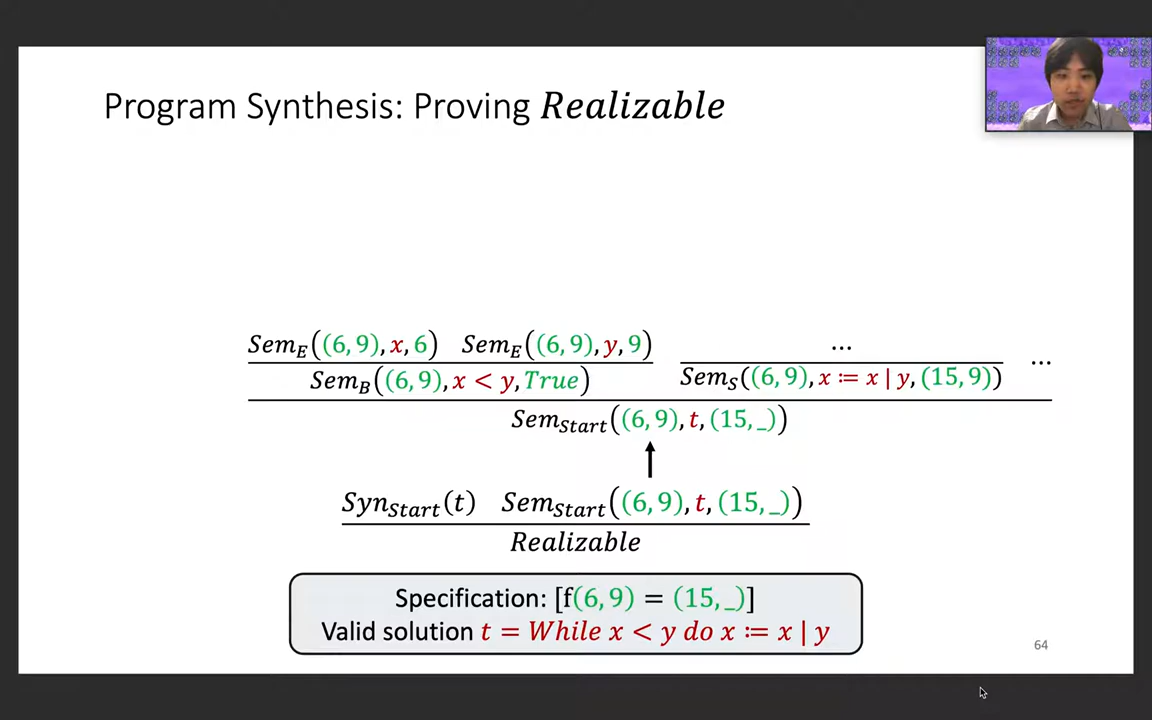 Program Synthesis: Proving Realizable
Sem_E((6, 9), x, 6) Sem_E((6, 9), y, 9)
...
...
Sem_B((6, 9), x < y, True)
Sem_S((6, 9), x ≔ x | y, (15, 9))
Sem_Start((6, 9), t, (15, _))
Syn_Start(t) Sem_Start((6, 9), t, (15, _))
Realizable
Specification: [f(6, 9) = (15, _)]
Valid solution t = While x < y do x ≔ x | y
64